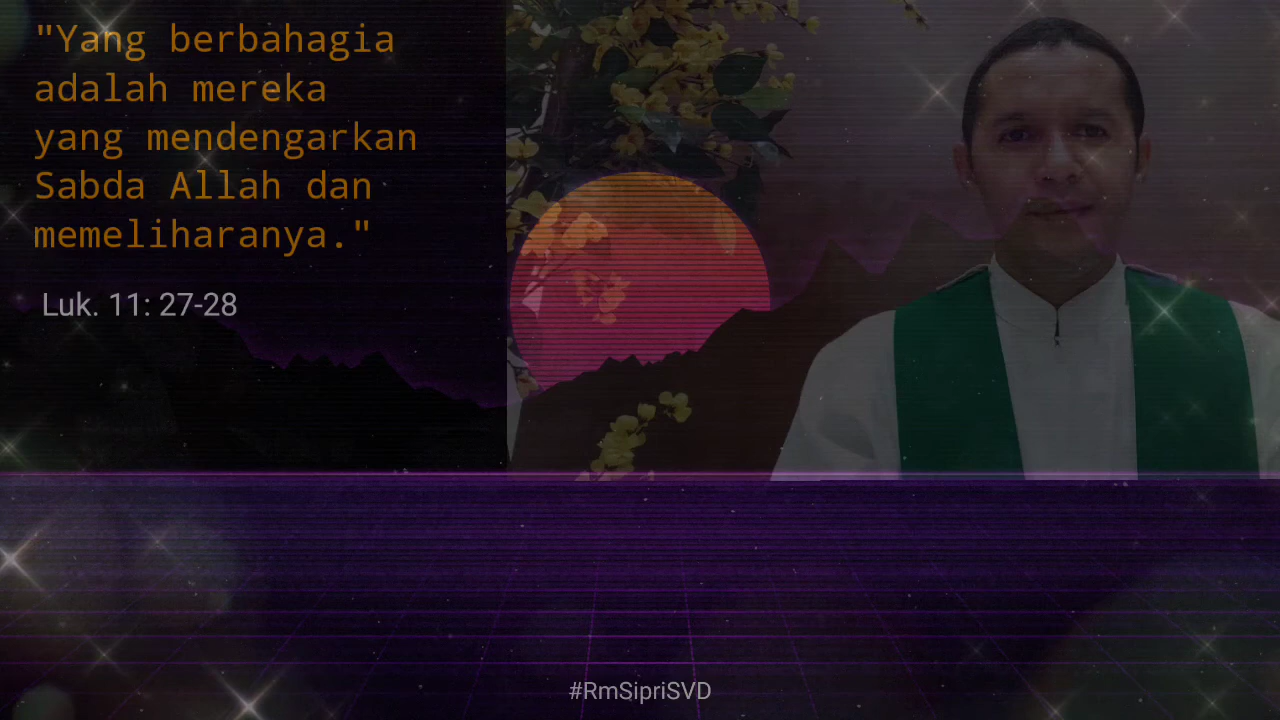 "Yang berbahagia
adalah mereka
yang mendengarkan
Sabda Allah dan
memeliharanya."
Luk. 11: 27-28
#RmSipriSVD